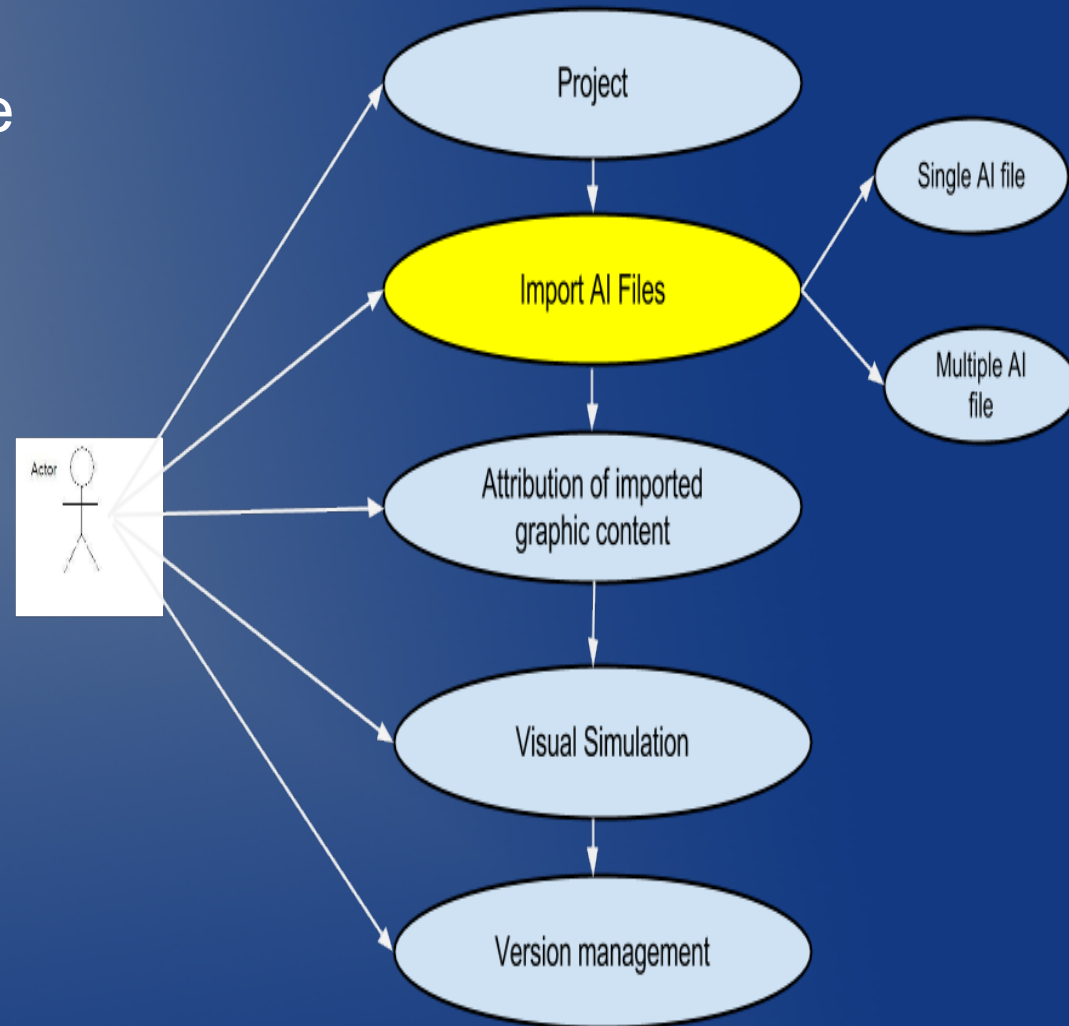 e
Project
Single AI file
Import AI Files
Multiple AI
file
Actor
Attribution of imported
graphic content
Visual Simulation
Version management